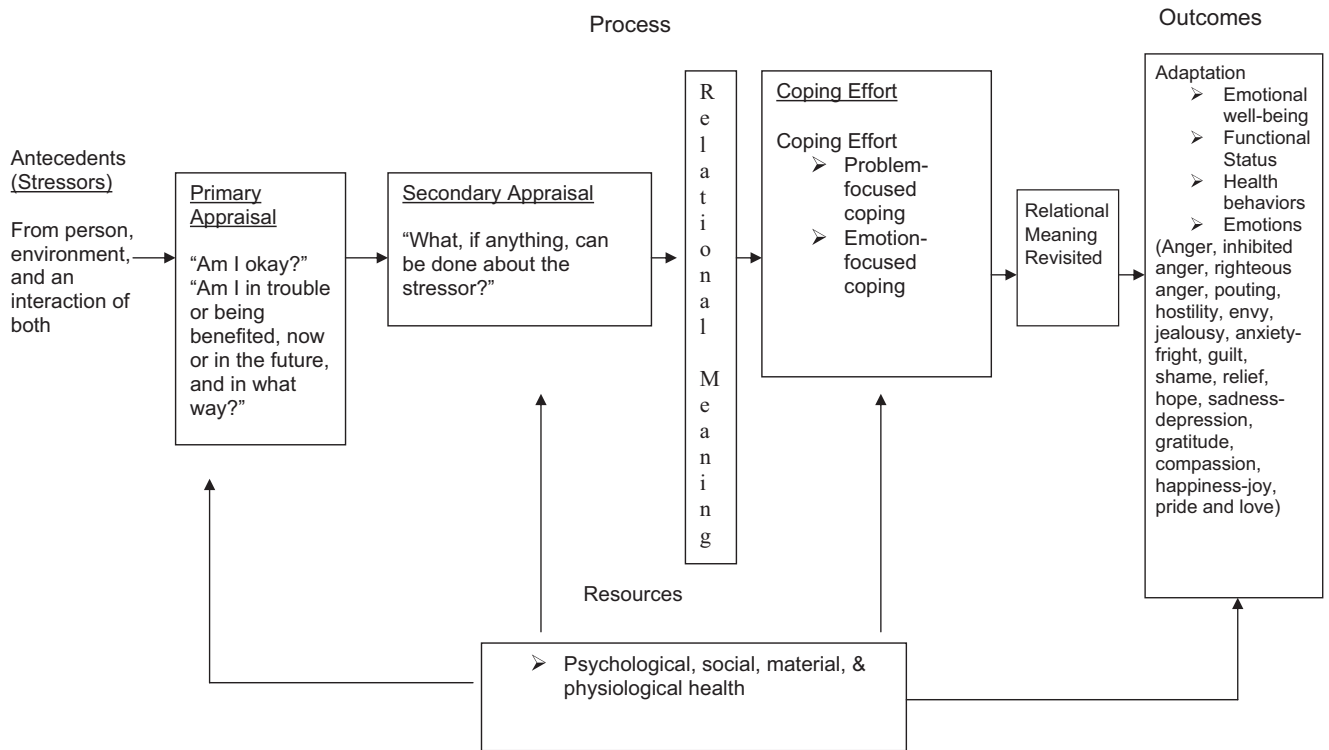 Process
Outcomes
Antecedents
(Stressors)
From person,
environment,
and an
interaction of
both
Primary
Appraisal
“Am I okay?”
“Am I in trouble
or being
benefited, now
or in the future,
and in what
way?”
Secondary Appraisal
“What, if anything, can
be done about the
stressor?”
Relational Meaning
Coping Effort
Coping Effort
➢ Problem-
focused
coping
➢ Emotion-
focused
coping
Relational
Meaning
Revisited
Adaptation
➢ Emotional
well-being
➢ Functional
Status
➢ Health
behaviors
➢ Emotions
(Anger, inhibited
anger, righteous
anger, pouting,
hostility, envy,
jealousy, anxiety-
fright, guilt,
shame, relief,
hope, sadness-
depression,
gratitude,
compassion,
happiness-joy,
pride and love)
Resources
➢ Psychological, social, material, &
physiological health